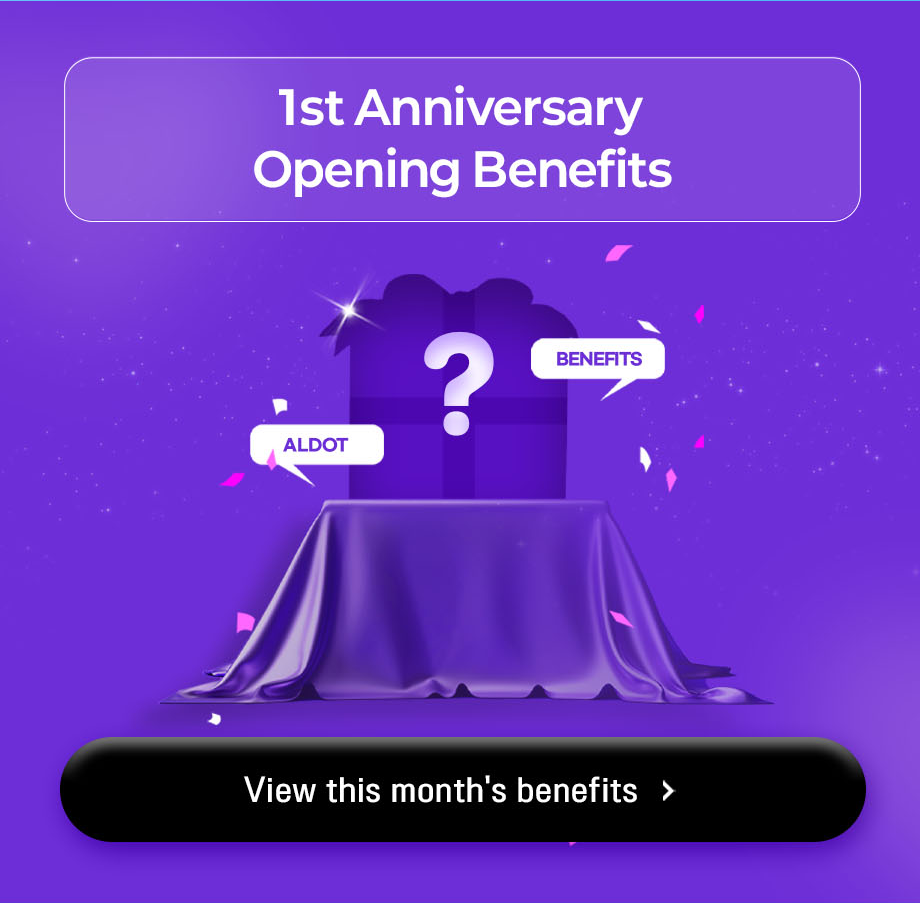 1st Anniversary
Opening Benefits
?
BENEFITS
ALDOT
View this month's benefits >